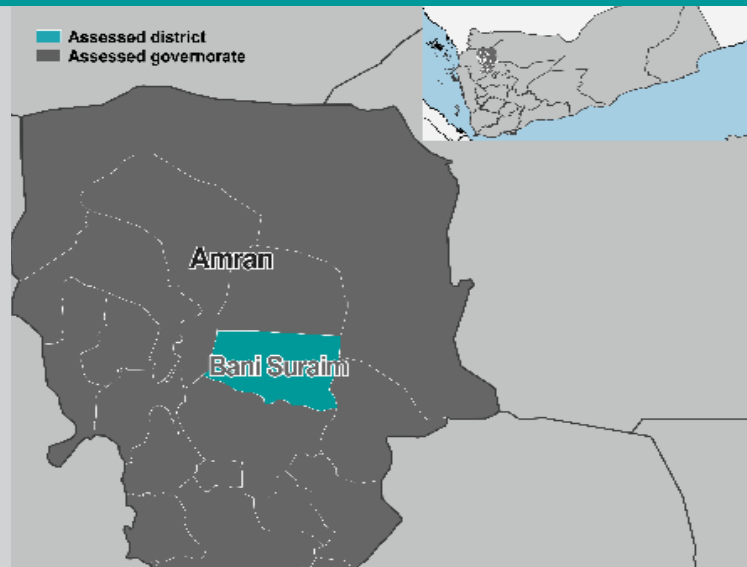 Assessed district
Assessed governorate
Amran
Bani Suraim